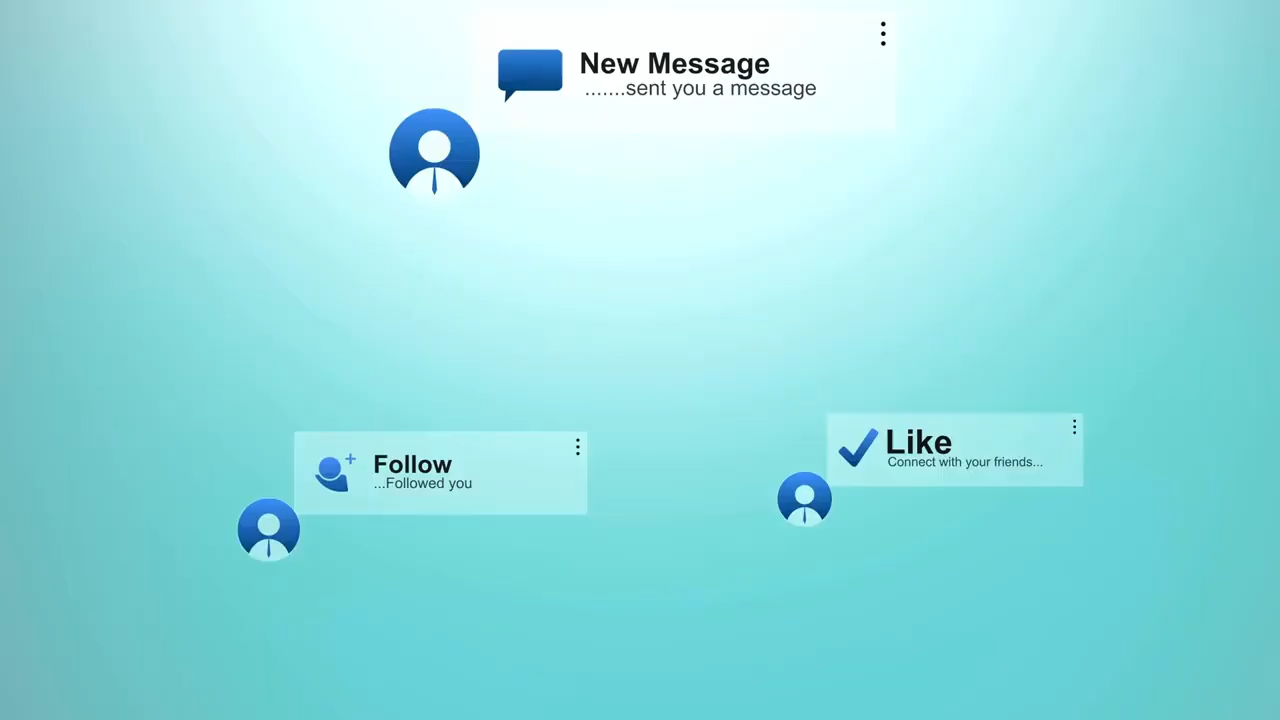 New Message
.......sent you a message
Follow
...Followed you
Like
Connect with your friends...